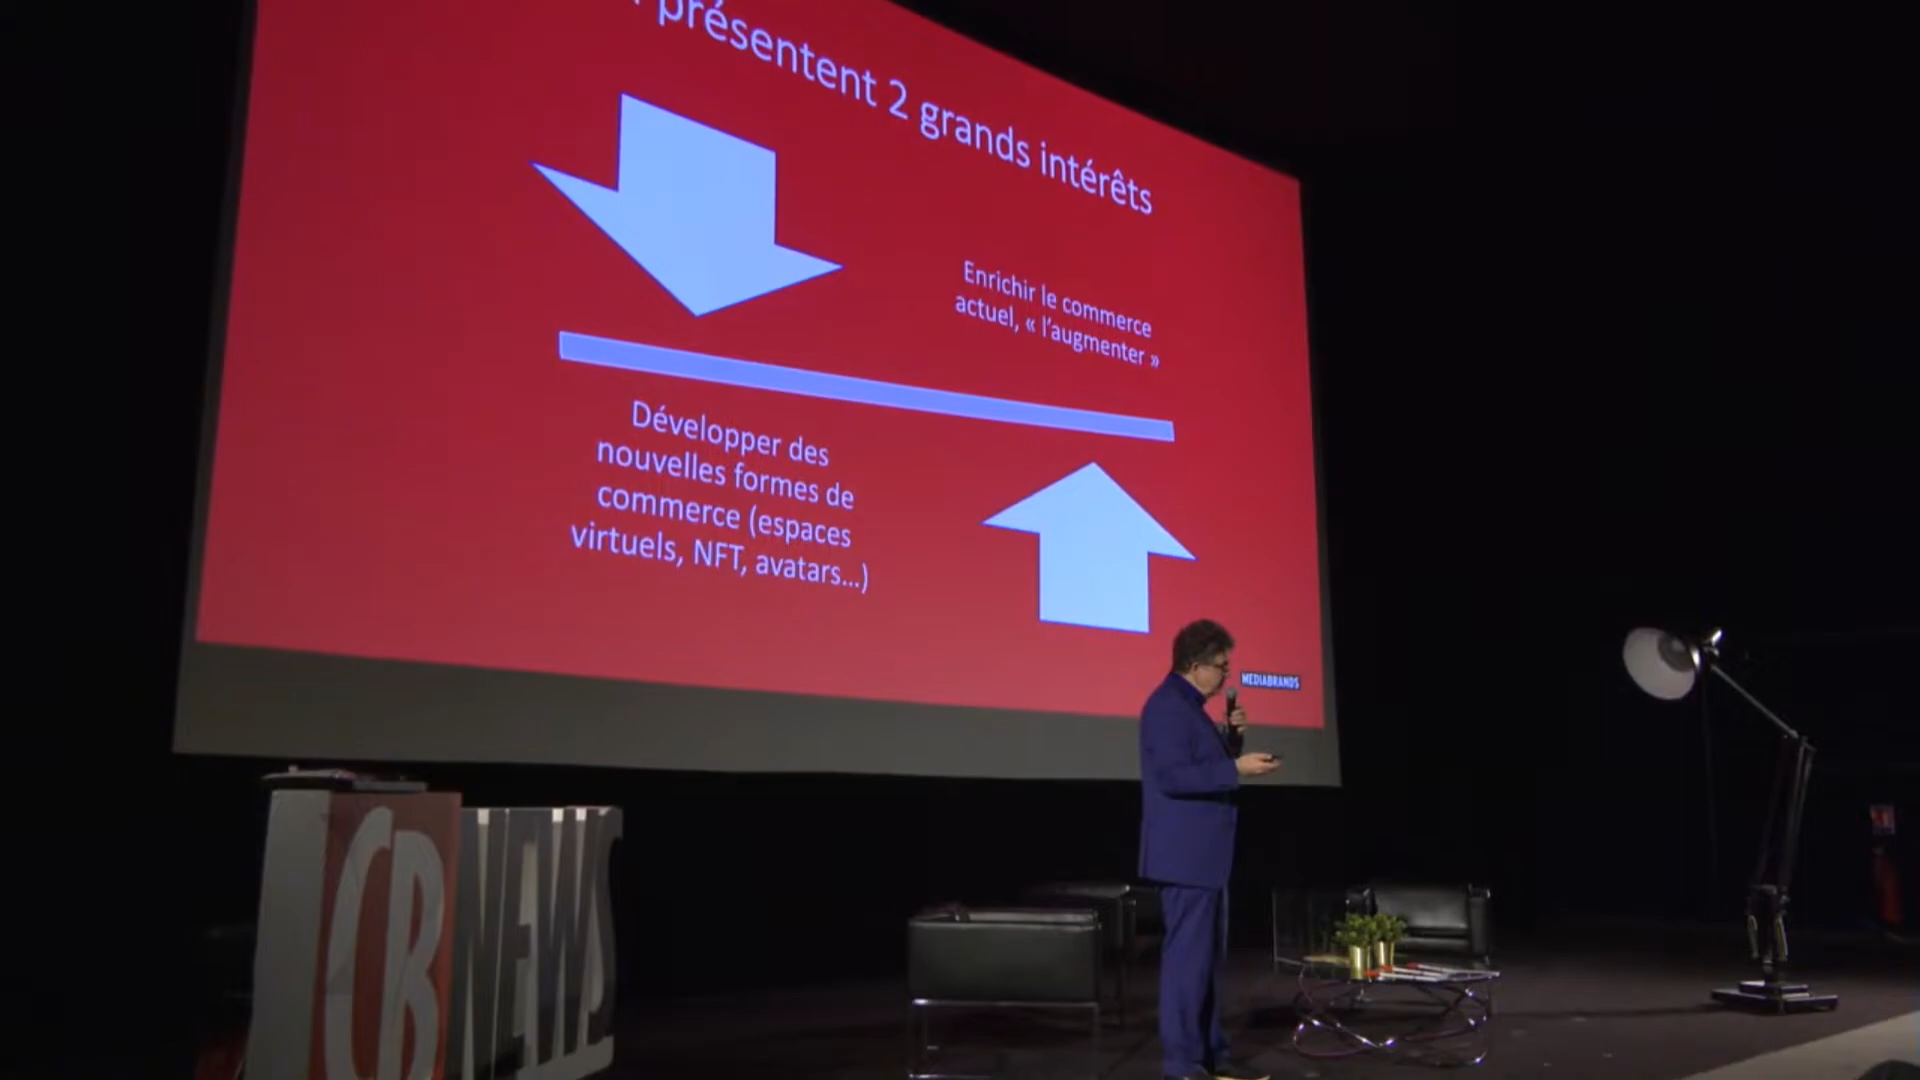 présentent 2 grands intérêts
Enrichir le commerce
actuel, « l'augmenter »
Développer des
nouvelles formes de
commerce (espaces
virtuels, NFT, avatars...)
MEDIABRANDS
CB NEWS